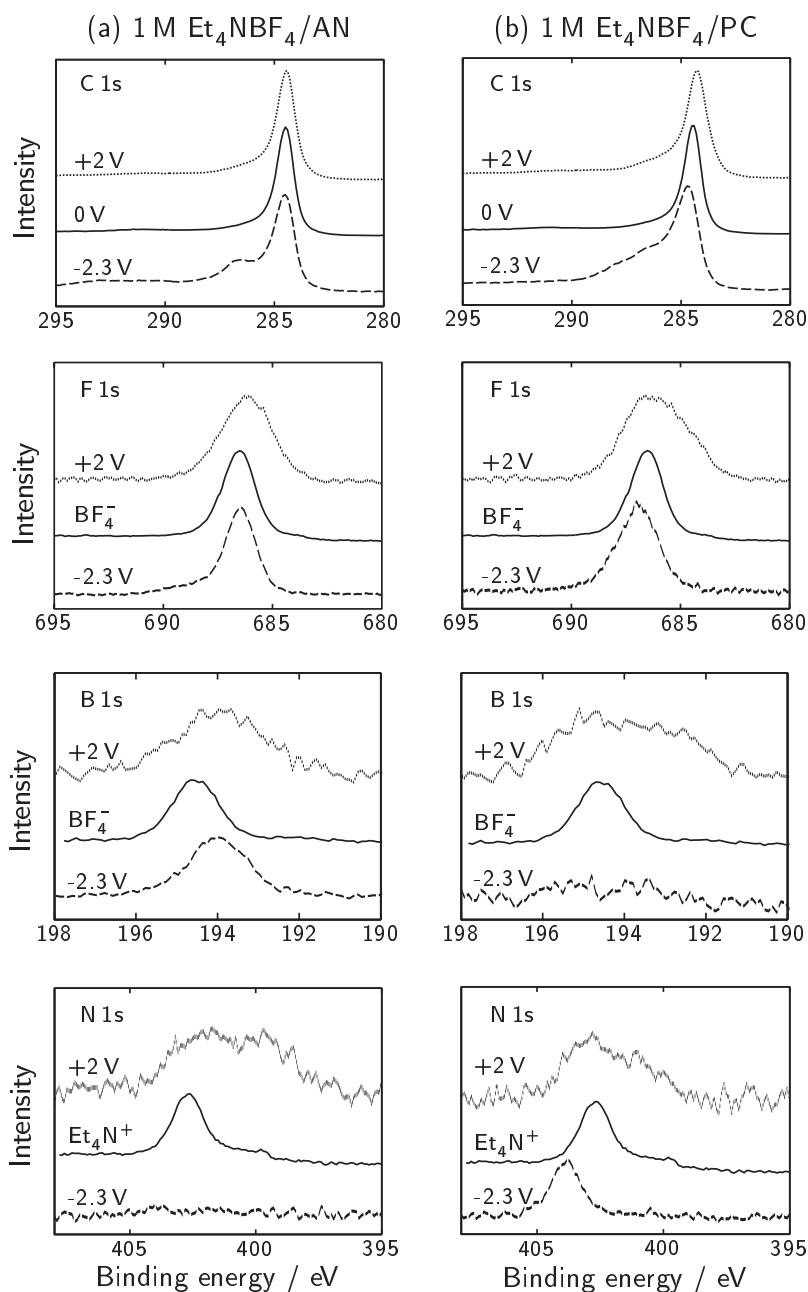 (a) 1 M Et₄NBF₄/AN
(b) 1 M Et₄NBF₄/PC
C 1s
+2 V
0 V
-2.3 V
Intensity
295 290 285 280
C 1s
+2 V
0 V
-2.3 V
295 290 285 280
F 1s
+2 V
BF₄⁻
-2.3 V
Intensity
695 690 685 680
F 1s
+2 V
BF₄⁻
-2.3 V
695 690 685 680
B 1s
+2 V
BF₄⁻
-2.3 V
Intensity
198 196 194 192 190
B 1s
+2 V
BF₄⁻
-2.3 V
198 196 194 192 190
N 1s
+2 V
Et₄N⁺
-2.3 V
Intensity
405 400 395
Binding energy / eV
N 1s
+2 V
Et₄N⁺
-2.3 V
405 400 395
Binding energy / eV